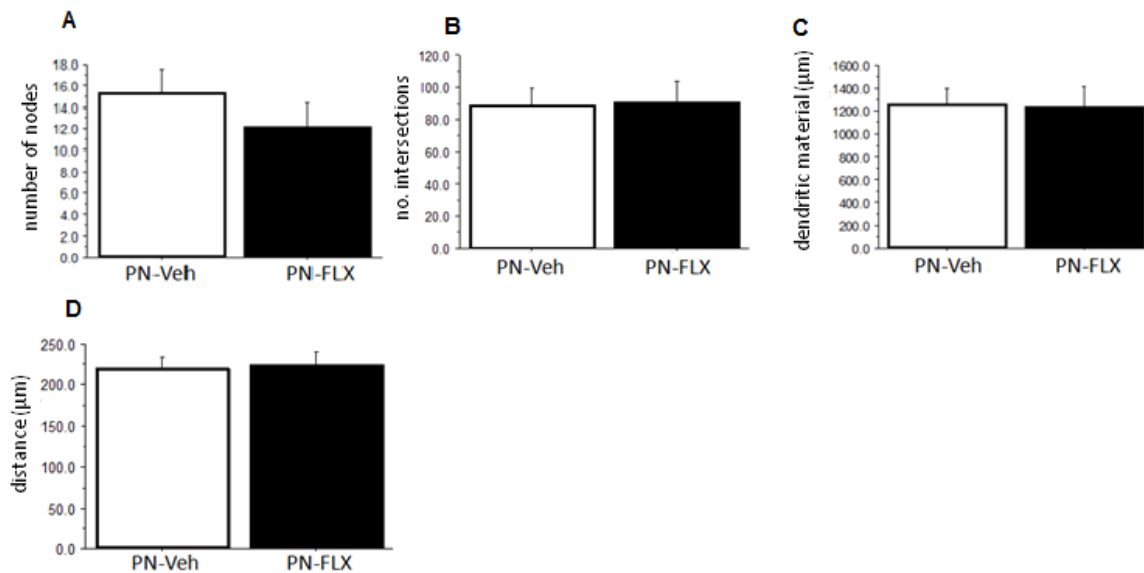 A
number of nodes
18.0
16.0
14.0
12.0
10.0
8.0
6.0
4.0
2.0
0.0
PN-Veh PN-FLX
B
no. intersections
120.0
100.0
80.0
60.0
40.0
20.0
0.0
PN-Veh PN-FLX
C
dendritic material (μm)
1600.0
1400.0
1200.0
1000.0
800.0
600.0
400.0
200.0
0.0
PN-Veh PN-FLX
D
distance (μm)
250.0
200.0
150.0
100.0
50.0
0.0
PN-Veh PN-FLX